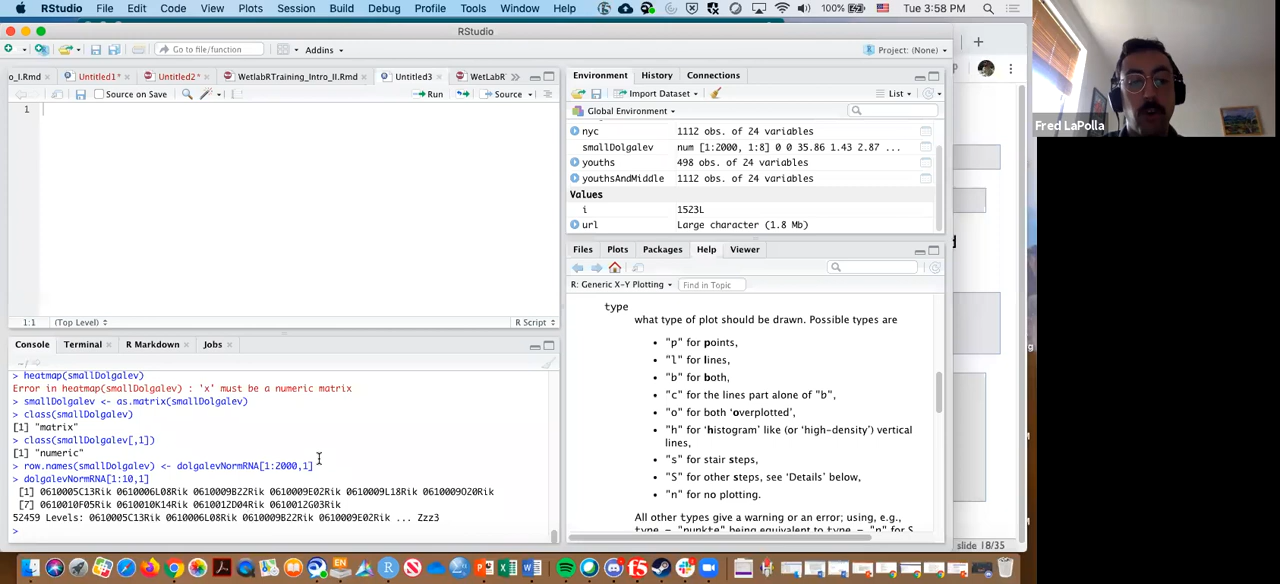 RStudio File Edit Code View Plots Session Build Debug Profile Tools Window Help 100% Tue 3:58 PM
RStudio
Go to file/function Addins Project: (None)
o_I.Rmd Untitled1* Untitled2* WetlabRTraining_Intro_II.Rmd Untitled3 WetLabR
Source on Save Run Source
1
1:1 (Top Level) R Script
Console Terminal R Markdown Jobs
~/
> heatmap(smallDolgalev)
Error in heatmap(smallDolgalev) : 'x' must be a numeric matrix
> smallDolgalev <- as.matrix(smallDolgalev)
> class(smallDolgalev)
[1] "matrix"
> class(smallDolgalev[,1])
[1] "numeric"
> row.names(smallDolgalev) <- dolgalevNormRNA[1:2000,1]
> dolgalevNormRNA[1:10,1]
[1] 0610005C13Rik 0610006L08Rik 0610009B22Rik 0610009E02Rik 0610009L18Rik 0610009O20Rik
[7] 0610010F05Rik 0610010K14Rik 0610012D04Rik 0610012G03Rik
52459 Levels: 0610005C13Rik 0610006L08Rik 0610009B22Rik 0610009E02Rik ... Zzz3
>
Environment History Connections
Import Dataset List
Global Environment
nyc 1112 obs. of 24 variables
smallDolgalev num [1:2000, 1:8] 0 0 35.86 1.43 2.87 ...
youths 498 obs. of 24 variables
youthsAndMiddle 1112 obs. of 24 variables
Values
i 1523L
url Large character (1.8 Mb)
Files Plots Packages Help Viewer
R: Generic X-Y Plotting Find in Topic
type
what type of plot should be drawn. Possible types are
• "p" for points,
• "l" for lines,
• "b" for both,
• "c" for the lines part alone of "b",
• "o" for both 'overplotted',
• "h" for 'histogram' like (or 'high-density') vertical
lines,
• "s" for stair steps,
• "S" for other steps, see 'Details' below,
• "n" for no plotting.
All other types give a warning or an error; using, e.g.,
type = "punkte" being equivalent to type = "p" for S
slide 18/35
Fred LaPolla